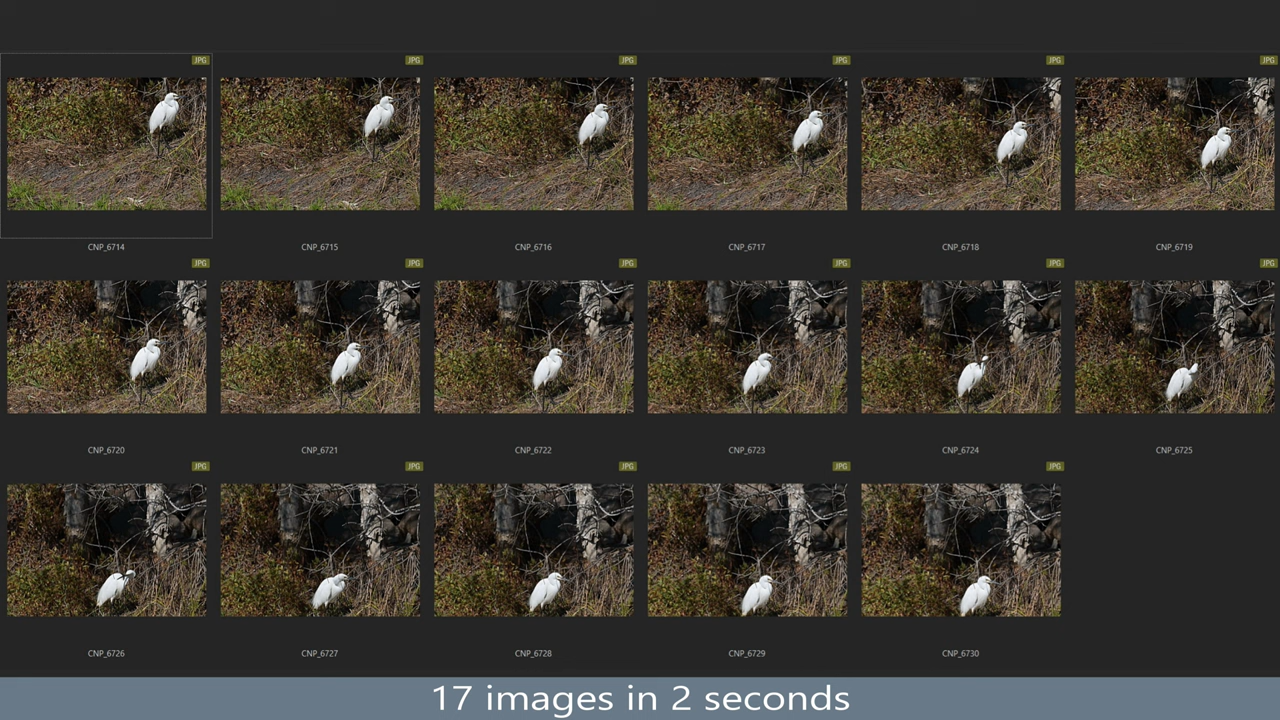 JPG JPG JPG JPG JPG JPG
CNP_6714 CNP_6715 CNP_6716 CNP_6717 CNP_6718 CNP_6719
JPG JPG JPG JPG JPG JPG
CNP_6720 CNP_6721 CNP_6722 CNP_6723 CNP_6724 CNP_6725
JPG JPG JPG JPG JPG
CNP_6726 CNP_6727 CNP_6728 CNP_6729 CNP_6730
17 images in 2 seconds